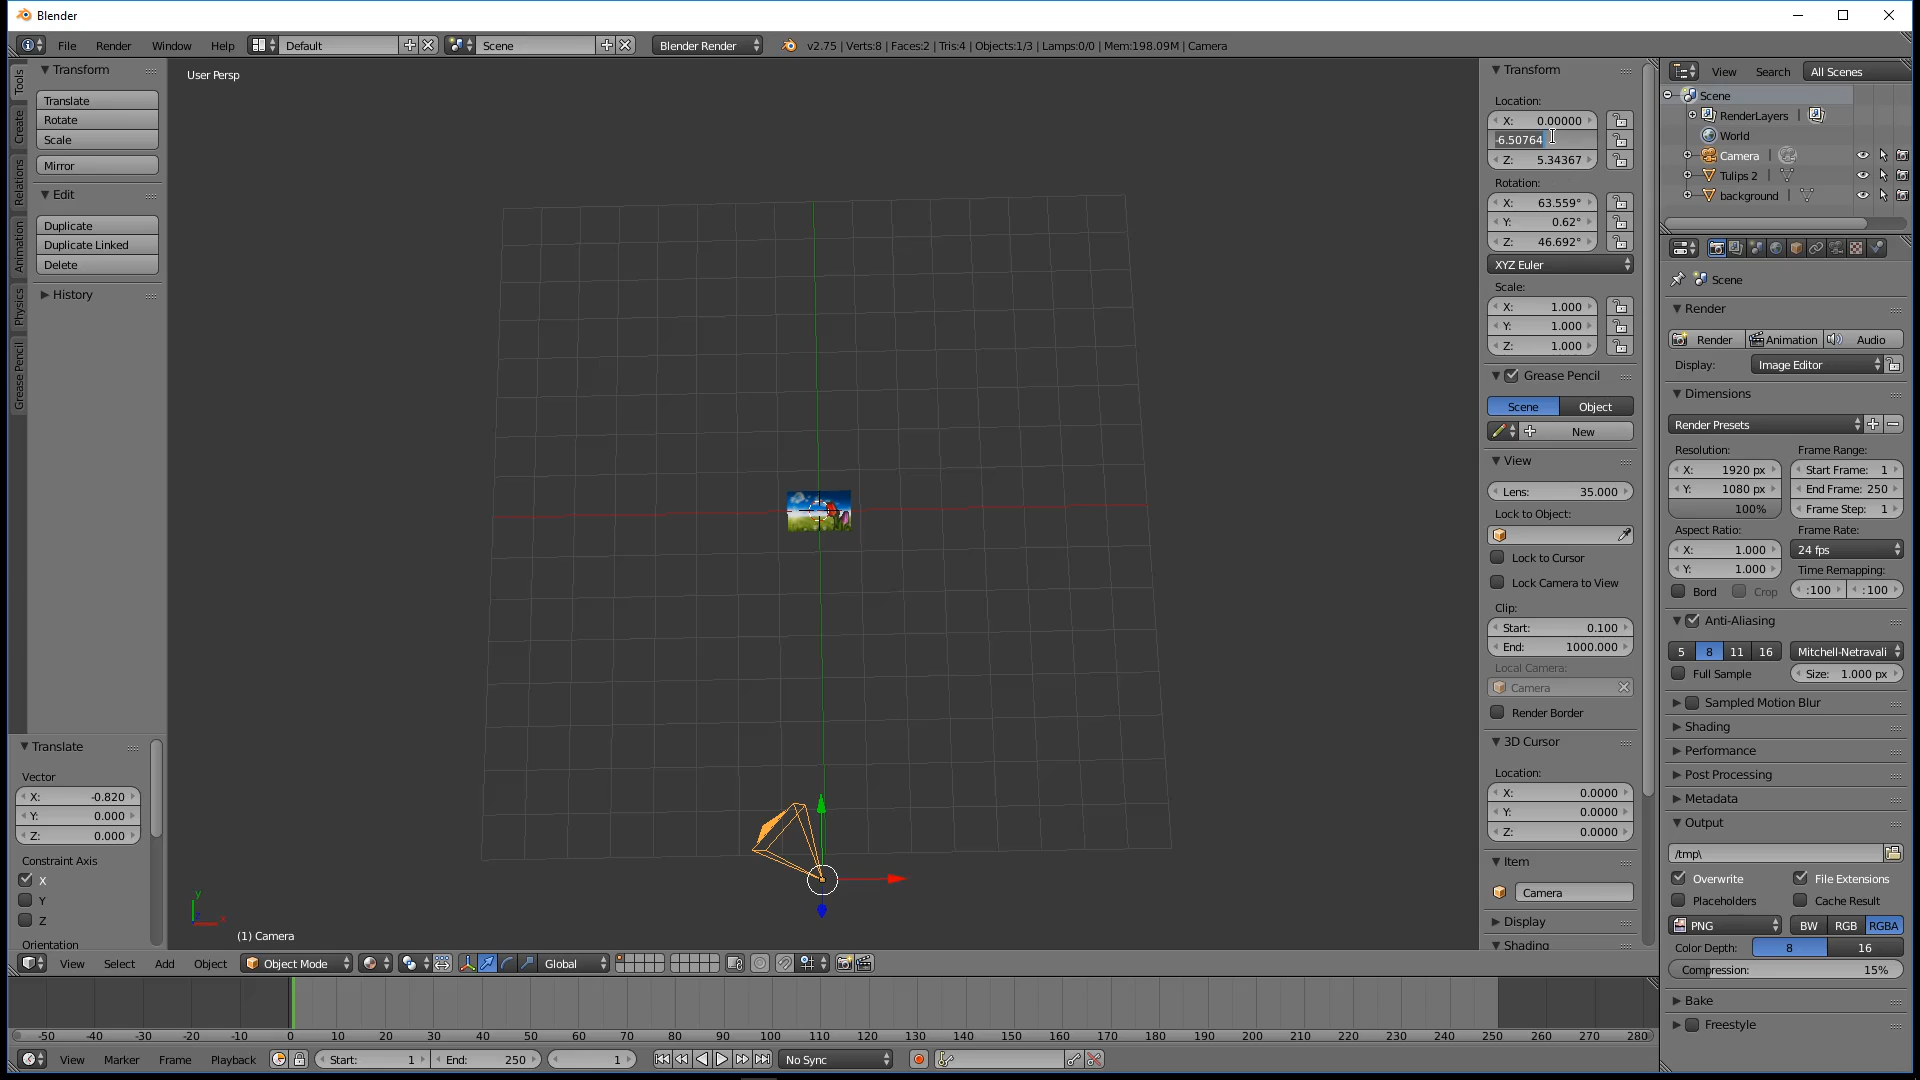 Blender
File Render Window Help Default Scene Blender Render v2.75 | Verts:8 | Faces:2 | Tris:4 | Objects:1/3 | Lamps:0/0 | Mem:198.09M | Camera
Tools
Create
Relations
Animation
Physics
Grease Pencil
Transform
Translate
Rotate
Scale
Mirror
Edit
Duplicate
Duplicate Linked
Delete
History
Translate
Vector
X: -0.820
Y: 0.000
Z: 0.000
Constraint Axis
X
Y
Z
Orientation
User Persp
(1) Camera
Transform
Location:
X: 0.00000
-6.50764
Z: 5.34367
Rotation:
X: 63.559°
Y: 0.62°
Z: 46.692°
XYZ Euler
Scale:
X: 1.000
Y: 1.000
Z: 1.000
Grease Pencil
Scene Object
New
View
Lens: 35.000
Lock to Object:
Lock to Cursor
Lock Camera to View
Clip:
Start: 0.100
End: 1000.000
Local Camera:
Camera
Render Border
3D Cursor
Location:
X: 0.0000
Y: 0.0000
Z: 0.0000
Item
Camera
Display
Shading
View Search All Scenes
Scene
RenderLayers |
World
Camera |
Tulips 2 |
background |
Scene
Render
Render Animation Audio
Display: Image Editor
Dimensions
Render Presets
Resolution: Frame Range:
X: 1920 px Start Frame: 1
Y: 1080 px End Frame: 250
100% Frame Step: 1
Aspect Ratio: Frame Rate:
X: 1.000 24 fps
Y: 1.000 Time Remapping:
Bord Crop :100 :100
Anti-Aliasing
5 8 11 16 Mitchell-Netravali
Full Sample Size: 1.000 px
Sampled Motion Blur
Shading
Performance
Post Processing
Metadata
Output
/tmp\
Overwrite File Extensions
Placeholders Cache Result
PNG BW RGB RGBA
Color Depth: 8 16
Compression: 15%
Bake
Freestyle
View Select Add Object Object Mode Global
-50 -40 -30 -20 -10 0 10 20 30 40 50 60 70 80 90 100 110 120 130 140 150 160 170 180 190 200 210 220 230 240 250 260 270 280
View Marker Frame Playback Start: 1 End: 250 1 No Sync